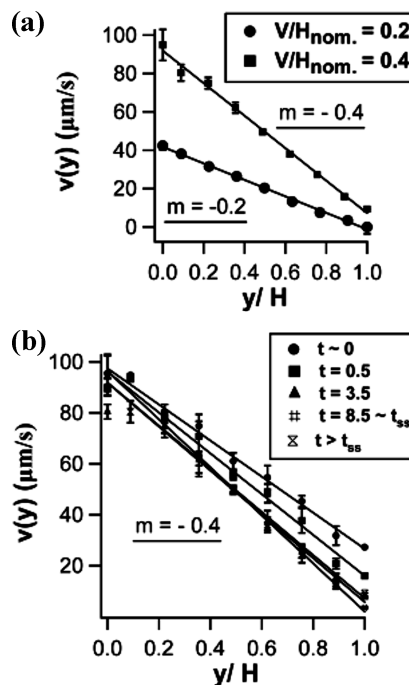 (a)
● V/Hnom. = 0.2
■ V/Hnom. = 0.4
100
80
60
40
20
0
v(y) (μm/s)
m = - 0.4
m = -0.2
0.0 0.2 0.4 0.6 0.8 1.0
y/ H
(b)
● t ~ 0
■ t = 0.5
▲ t = 3.5
⌗ t = 8.5 ~ tss
⧖ t > tss
100
80
60
40
20
v(y) (μm/s)
m = - 0.4
0.0 0.2 0.4 0.6 0.8 1.0
y/ H